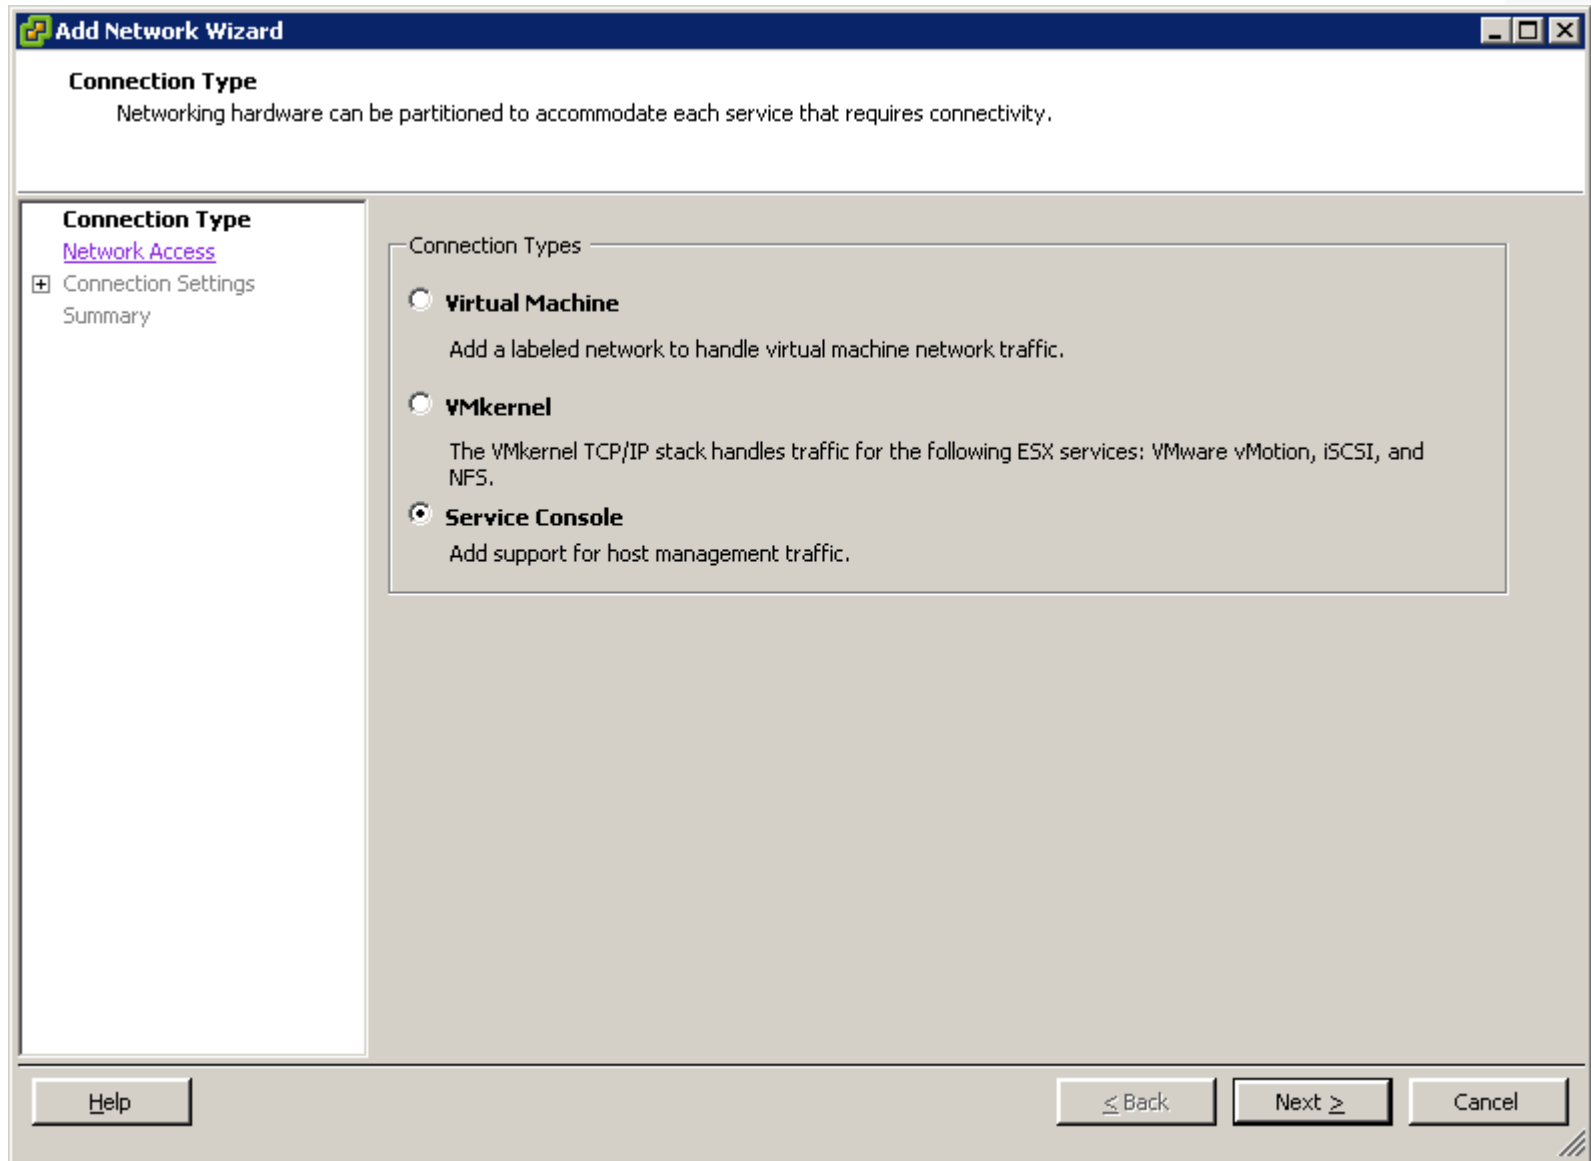 Add Network Wizard
Connection Type
Networking hardware can be partitioned to accommodate each service that requires connectivity.
Connection Type
Network Access
Connection Settings
Summary
Connection Types
Virtual Machine
Add a labeled network to handle virtual machine network traffic.
VMkernel
The VMkernel TCP/IP stack handles traffic for the following ESX services: VMware vMotion, iSCSI, and
NFS.
Service Console
Add support for host management traffic.
Help
< Back
Next >
Cancel